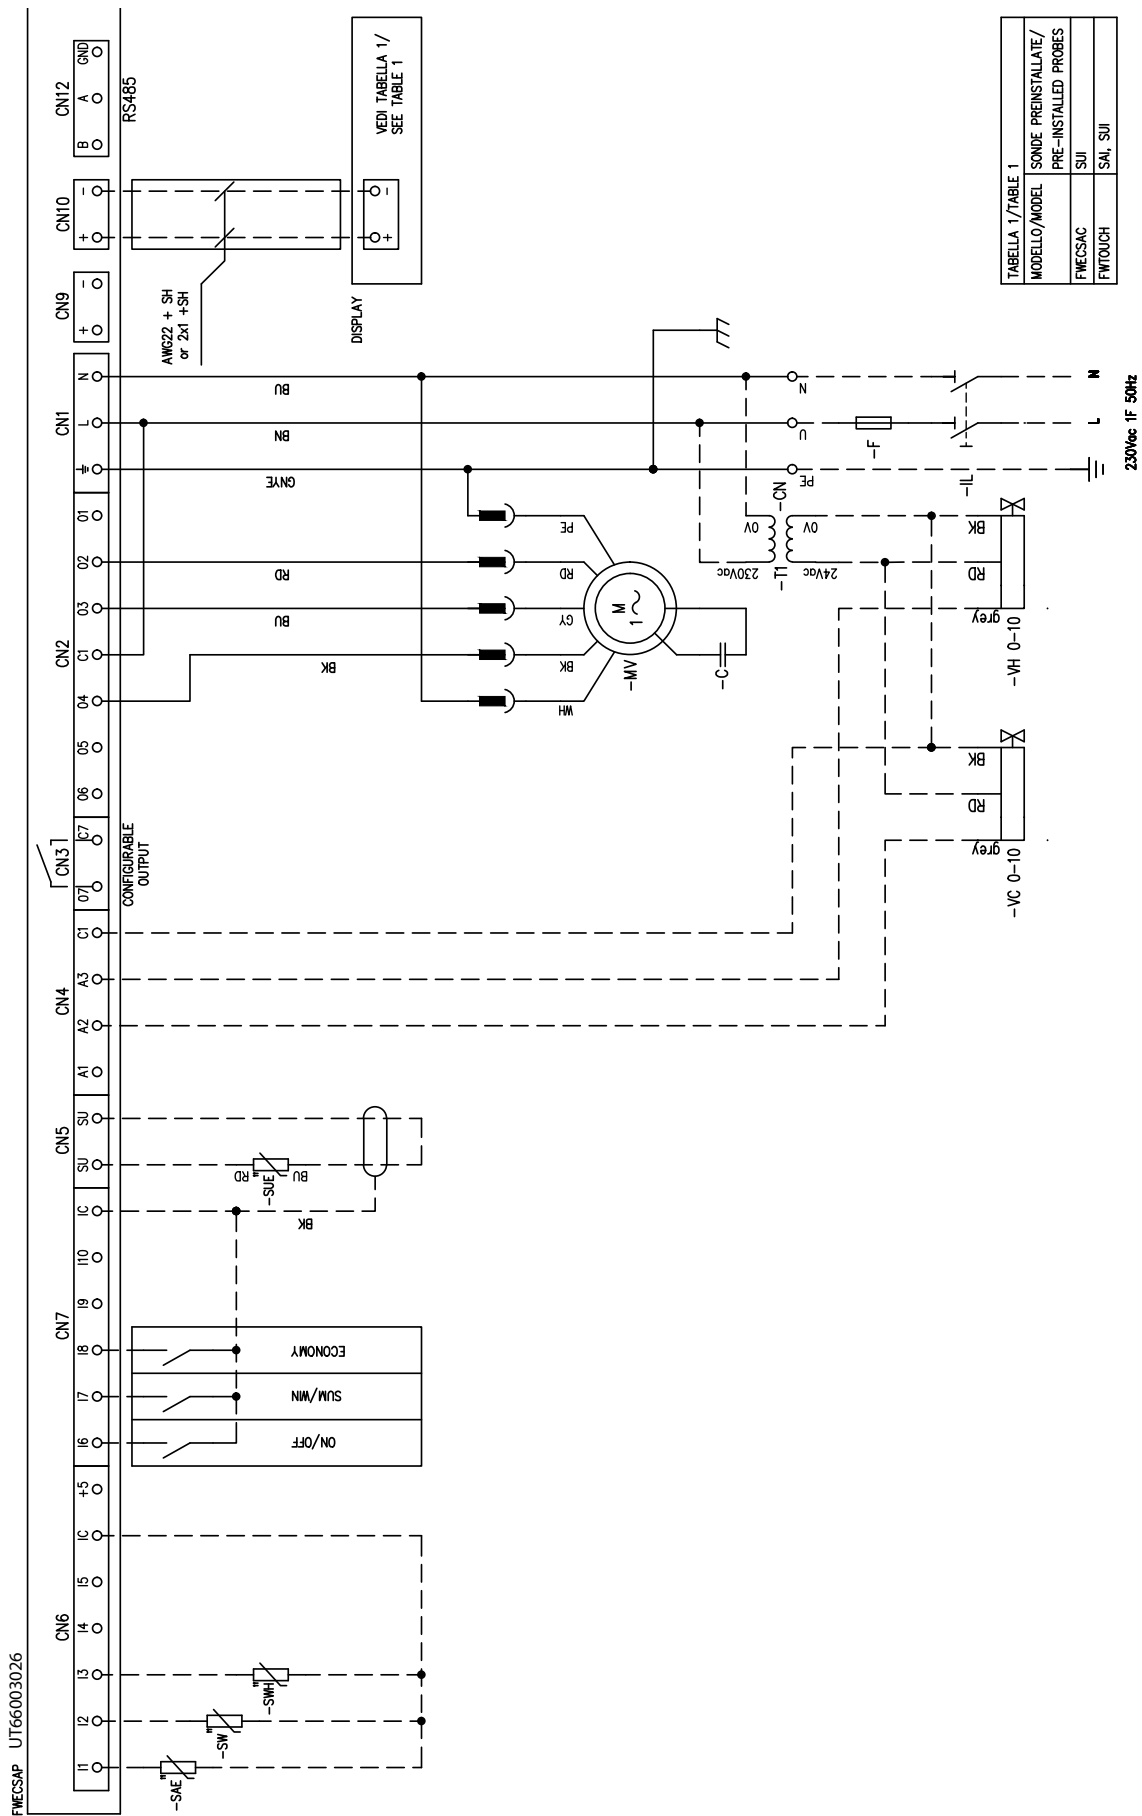 FWECSAP UT66003026
CN6
I1
I2
I3
I4
I5
IC
+5
CN7
I6
I7
I8
I9
I10
IC
CN5
SU
SU
CN4
A1
A2
A3
C1
CN3
O7
C7
CN2
O6
O5
O4
C1
O3
O2
O1
CN1
L
N
CN9
+
-
CN10
+
-
CN12
B
A
GND
RS485
CONFIGURABLE
OUTPUT
-SAE
-SW
-SWH
ON/OFF
SUM/WIN
ECONOMY
BK
RD
BU
-SUE
BK
BU
RD
GNYE
BN
BU
AWG22 + SH
or 2x1 +SH
DISPLAY
+
-
VEDI TABELLA 1/
SEE TABLE 1
WH
BK
GY
RD
PE
M
1
-MV
-C
230Vac
0V
-T1
24Vac
0V
-CN
PE
U
N
-F
-IL
L
N
230Vac 1F 50Hz
grey
RD
BK
-VC 0-10
grey
RD
BK
-VH 0-10
TABELLA 1/TABLE 1
MODELLO/MODEL
SONDE PREINSTALLATE/
PRE-INSTALLED PROBES
FWECSAC
SUI
FWTOUCH
SAI, SUI